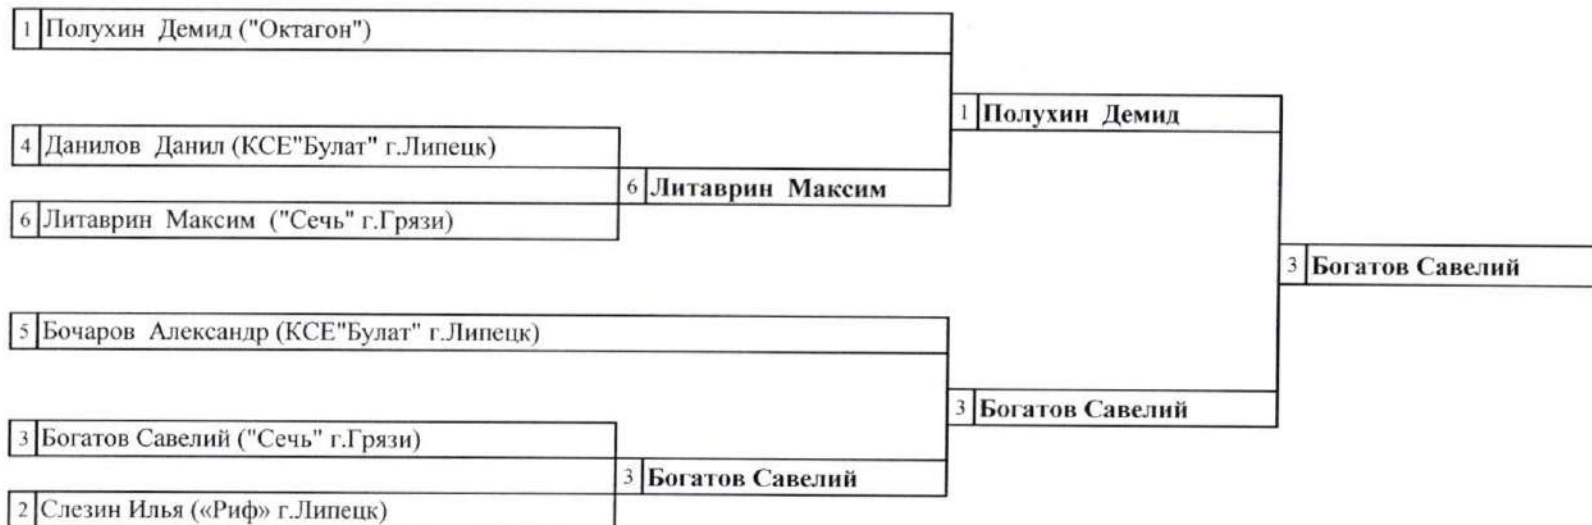 1 Полухин Демид ("Октагон")
1 Полухин Демид
4 Данилов Данил (КСЕ"Булат" г.Липецк)
6 Литаврин Максим
6 Литаврин Максим ("Сечь" г.Грязи)
3 Богатов Савелий
5 Бочаров Александр (КСЕ"Булат" г.Липецк)
3 Богатов Савелий
3 Богатов Савелий ("Сечь" г.Грязи)
3 Богатов Савелий
2 Слезин Илья («Риф» г.Липецк)